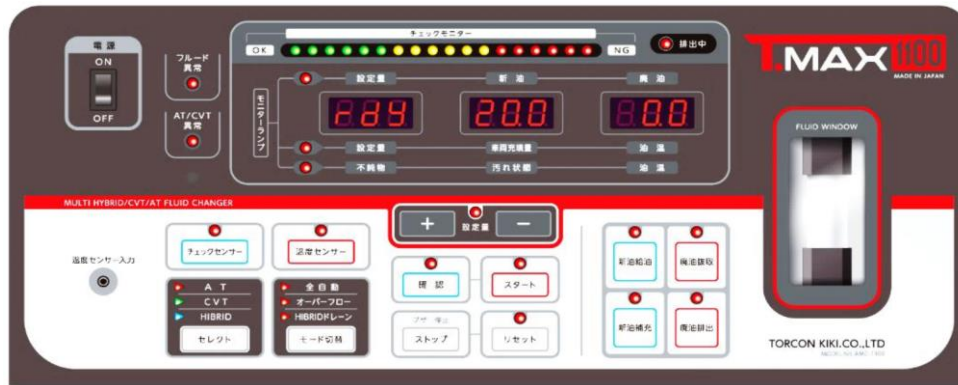 チェックモニター
OK
NG
排出中
電源
ON
OFF
フルード
異常
AT/CVT
異常
モニターランプ
設定量 新油 廃油
rdy 20.0 0.0
設定量 車両充填量 油温
不純物 汚れ状態 油温
T.MAX 1100
MADE IN JAPAN
FLUID WINDOW
MULTI HYBRID/CVT/AT FLUID CHANGER
+ 設定量 −
温度センサー入力
チェックセンサー
温度センサー
AT
CVT
HIBRID
セレクト
全自動
オーバーフロー
HIBRIDドレーン
モード切替
確認
スタート
ブザー停止
ストップ
リセット
新油給油
廃油抜取
新油補充
廃油排出
TORCON KIKI.CO.,LTD